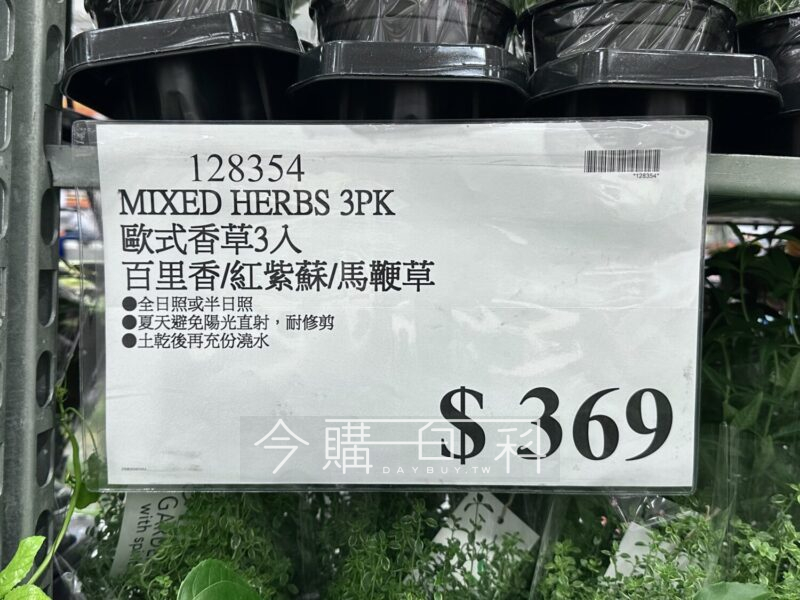 128354
*128354*
MIXED HERBS 3PK
歐式香草3入
百里香/紅紫蘇/馬鞭草
●全日照或半日照
●夏天避免陽光直射，耐修剪
●土乾後再充份澆水
$ 369
今購百科
DAYBUY.TW
with sp